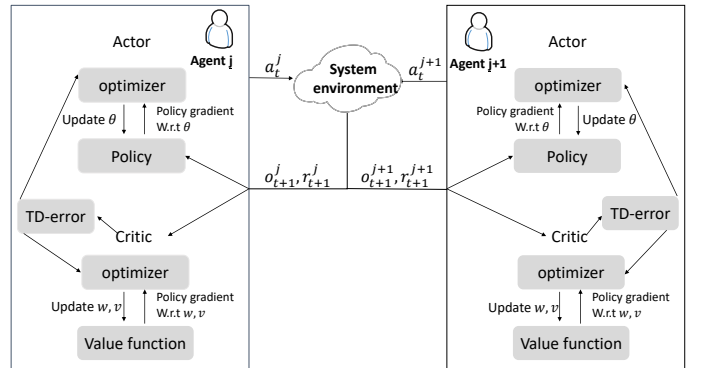 Actor
Agent j
optimizer
Update θ
Policy gradient
W.r.t θ
Policy
TD-error
Critic
optimizer
Update w, v
Policy gradient
W.r.t w, v
Value function
a_t^j
System
environment
a_t^{j+1}
o_{t+1}^j, r_{t+1}^j
o_{t+1}^{j+1}, r_{t+1}^{j+1}
Agent j+1
Actor
optimizer
Policy gradient
W.r.t θ
Update θ
Policy
TD-error
Critic
optimizer
Update w, v
Policy gradient
W.r.t w, v
Value function